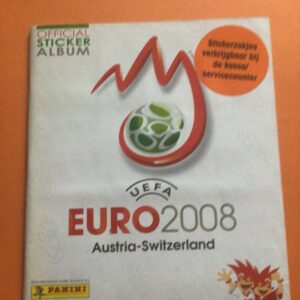 OFFICIAL
STICKER
ALBUM
Stickerzakjes
verkrijgbaar bij
de kassa/
servicecounter
UEFA
EURO2008
Austria-Switzerland
PANINI